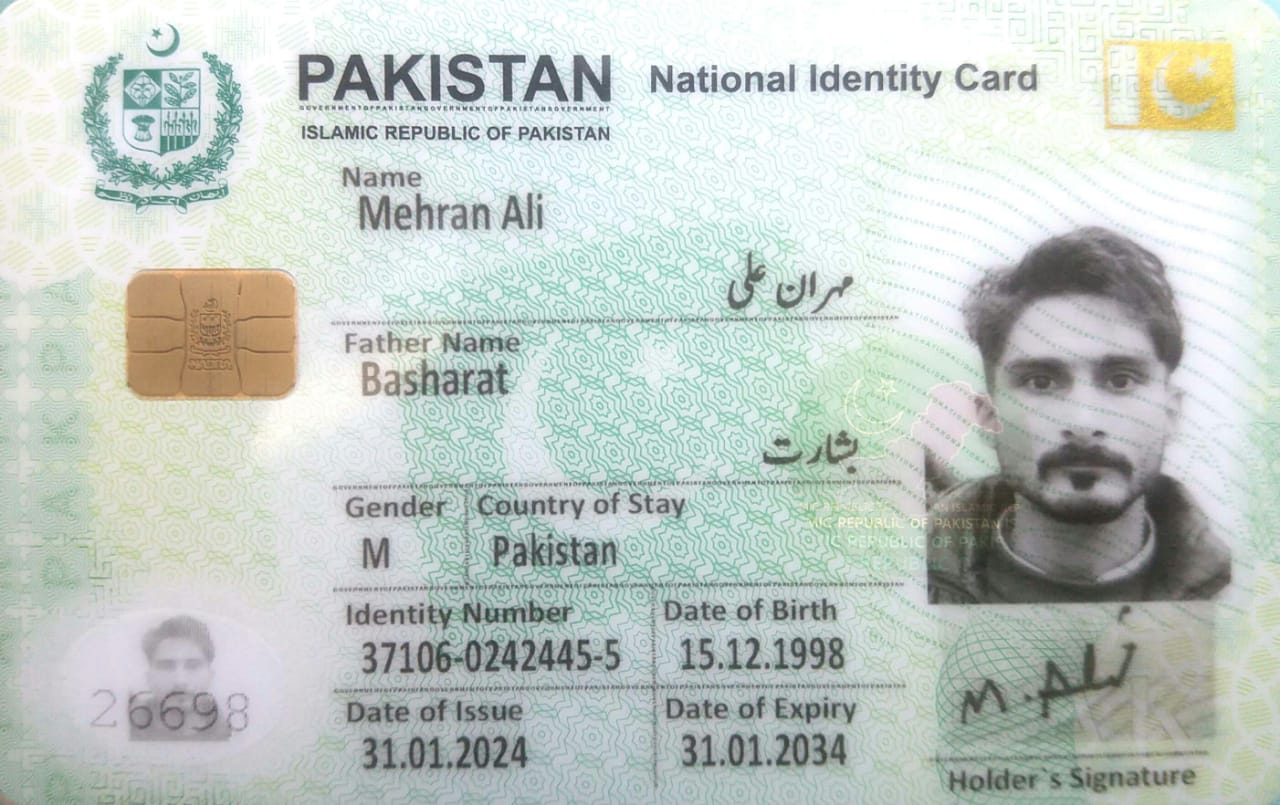 PAKISTAN National Identity Card
ISLAMIC REPUBLIC OF PAKISTAN
Name
Mehran Ali
مہران علی
Father Name
Basharat
بشارت
Gender Country of Stay
M Pakistan
Identity Number Date of Birth
37106-0242445-5 15.12.1998
Date of Issue Date of Expiry
31.01.2024 31.01.2034
26698
M. Ali
Holder`s Signature